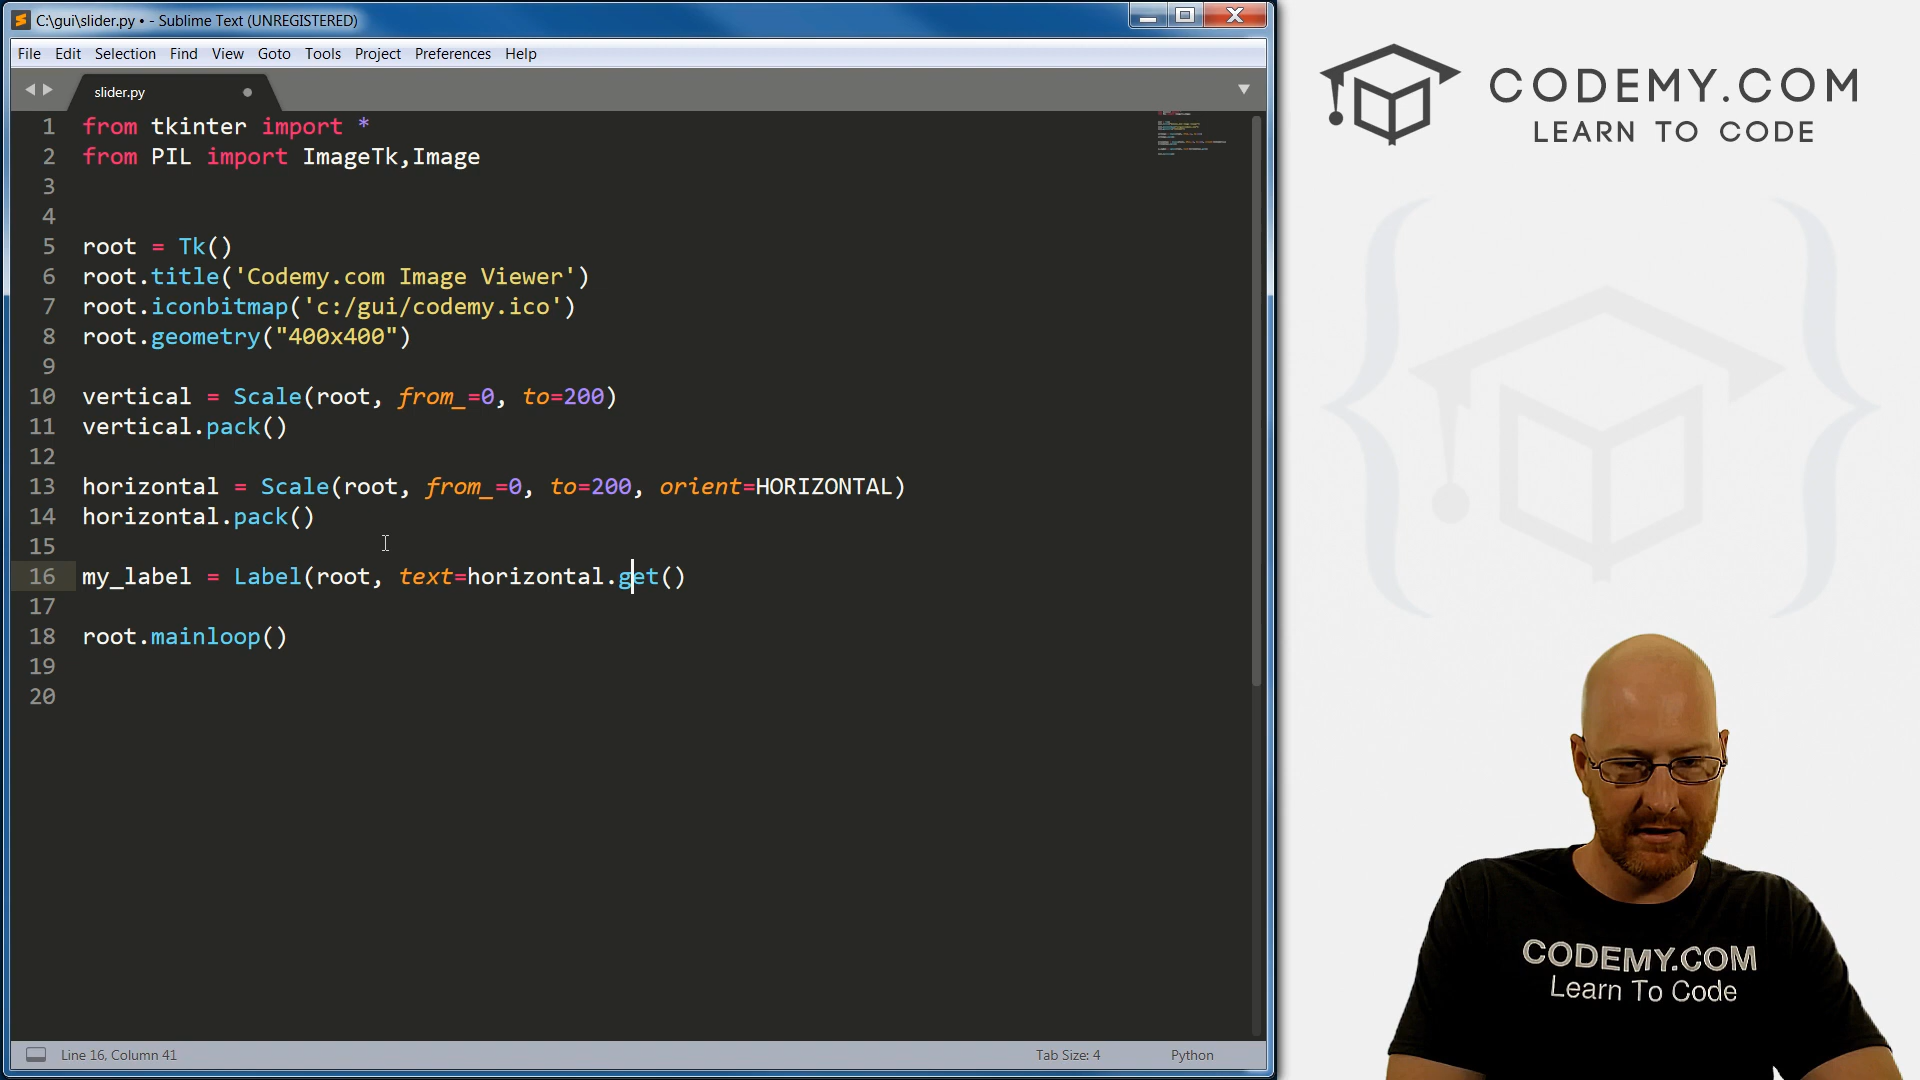 C:\gui\slider.py • - Sublime Text (UNREGISTERED)
File Edit Selection Find View Goto Tools Project Preferences Help
slider.py
1 from tkinter import *
2 from PIL import ImageTk,Image
3
4
5 root = Tk()
6 root.title('Codemy.com Image Viewer')
7 root.iconbitmap('c:/gui/codemy.ico')
8 root.geometry("400x400")
9
10 vertical = Scale(root, from_=0, to=200)
11 vertical.pack()
12
13 horizontal = Scale(root, from_=0, to=200, orient=HORIZONTAL)
14 horizontal.pack()
15
16 my_label = Label(root, text=horizontal.get()
17
18 root.mainloop()
19
20
Line 16, Column 41 Tab Size: 4 Python
CODEMY.COM
LEARN TO CODE
CODEMY.COM
Learn To Code